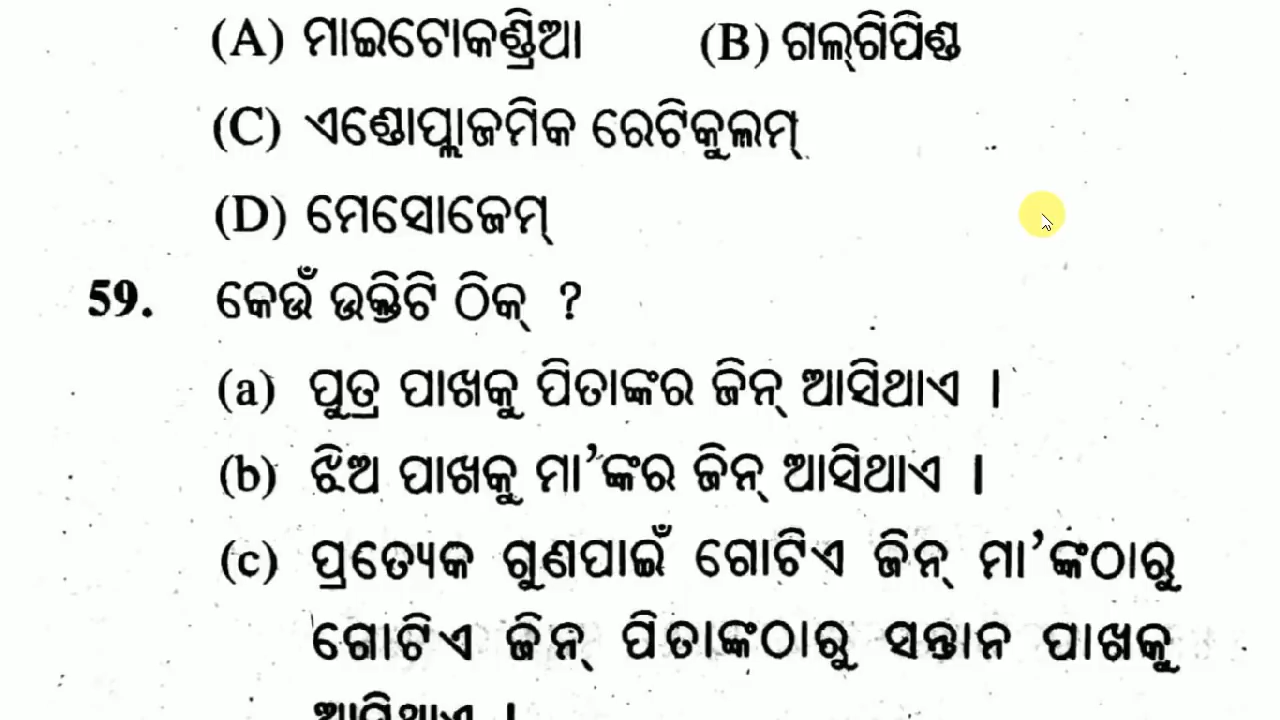 (A) ମାଇଟୋକଣ୍ଡ୍ରିଆ (B) ଗଲ୍‌ଗିପିଣ୍ଡ
(C) ଏଣ୍ଡୋପ୍ଲାଜମିକ ରେଟିକୁଲମ୍
(D) ମେସୋଜେମ୍
59. କେଉଁ ଉକ୍ତିଟି ଠିକ୍ ?
(a) ପୁତ୍ର ପାଖକୁ ପିତାଙ୍କର ଜିନ୍ ଆସିଥାଏ ।
(b) ଝିଅ ପାଖକୁ ମା’ଙ୍କର ଜିନ୍ ଆସିଥାଏ ।
(c) ପ୍ରତ୍ୟେକ ଗୁଣପାଇଁ ଗୋଟିଏ ଜିନ୍ ମା’ଙ୍କଠାରୁ
ଗୋଟିଏ ଜିନ୍ ପିତାଙ୍କଠାରୁ ସନ୍ତାନ ପାଖକୁ
ଆସିଥାଏ ।